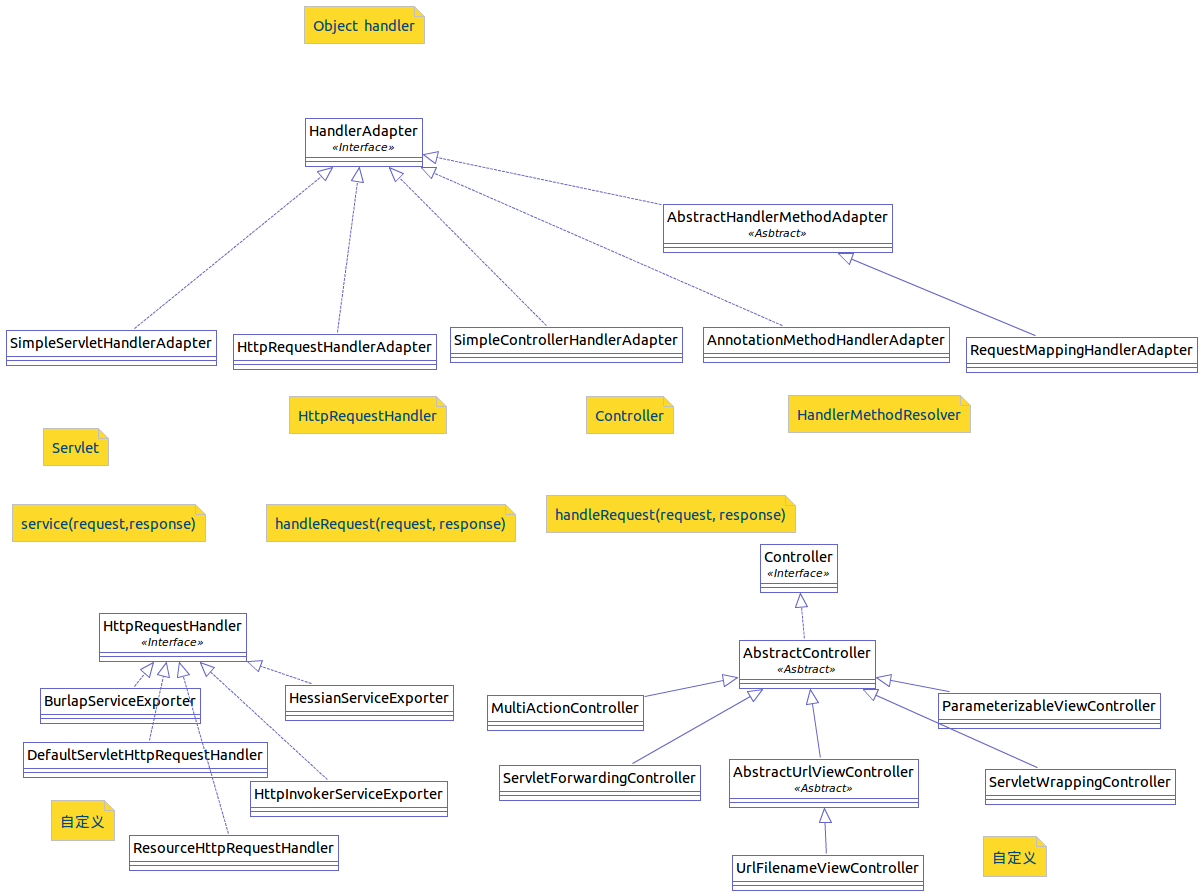 Object handler
HandlerAdapter
«Interface»
AbstractHandlerMethodAdapter
«Asbtract»
SimpleServletHandlerAdapter
HttpRequestHandlerAdapter
SimpleControllerHandlerAdapter
AnnotationMethodHandlerAdapter
RequestMappingHandlerAdapter
HttpRequestHandler
Controller
HandlerMethodResolver
Servlet
service(request,response)
handleRequest(request, response)
handleRequest(request, response)
Controller
«Interface»
HttpRequestHandler
«Interface»
AbstractController
«Asbtract»
BurlapServiceExporter
HessianServiceExporter
MultiActionController
ParameterizableViewController
DefaultServletHttpRequestHandler
ServletForwardingController
AbstractUrlViewController
«Asbtract»
ServletWrappingController
HttpInvokerServiceExporter
自定义
ResourceHttpRequestHandler
UrlFilenameViewController
自定义